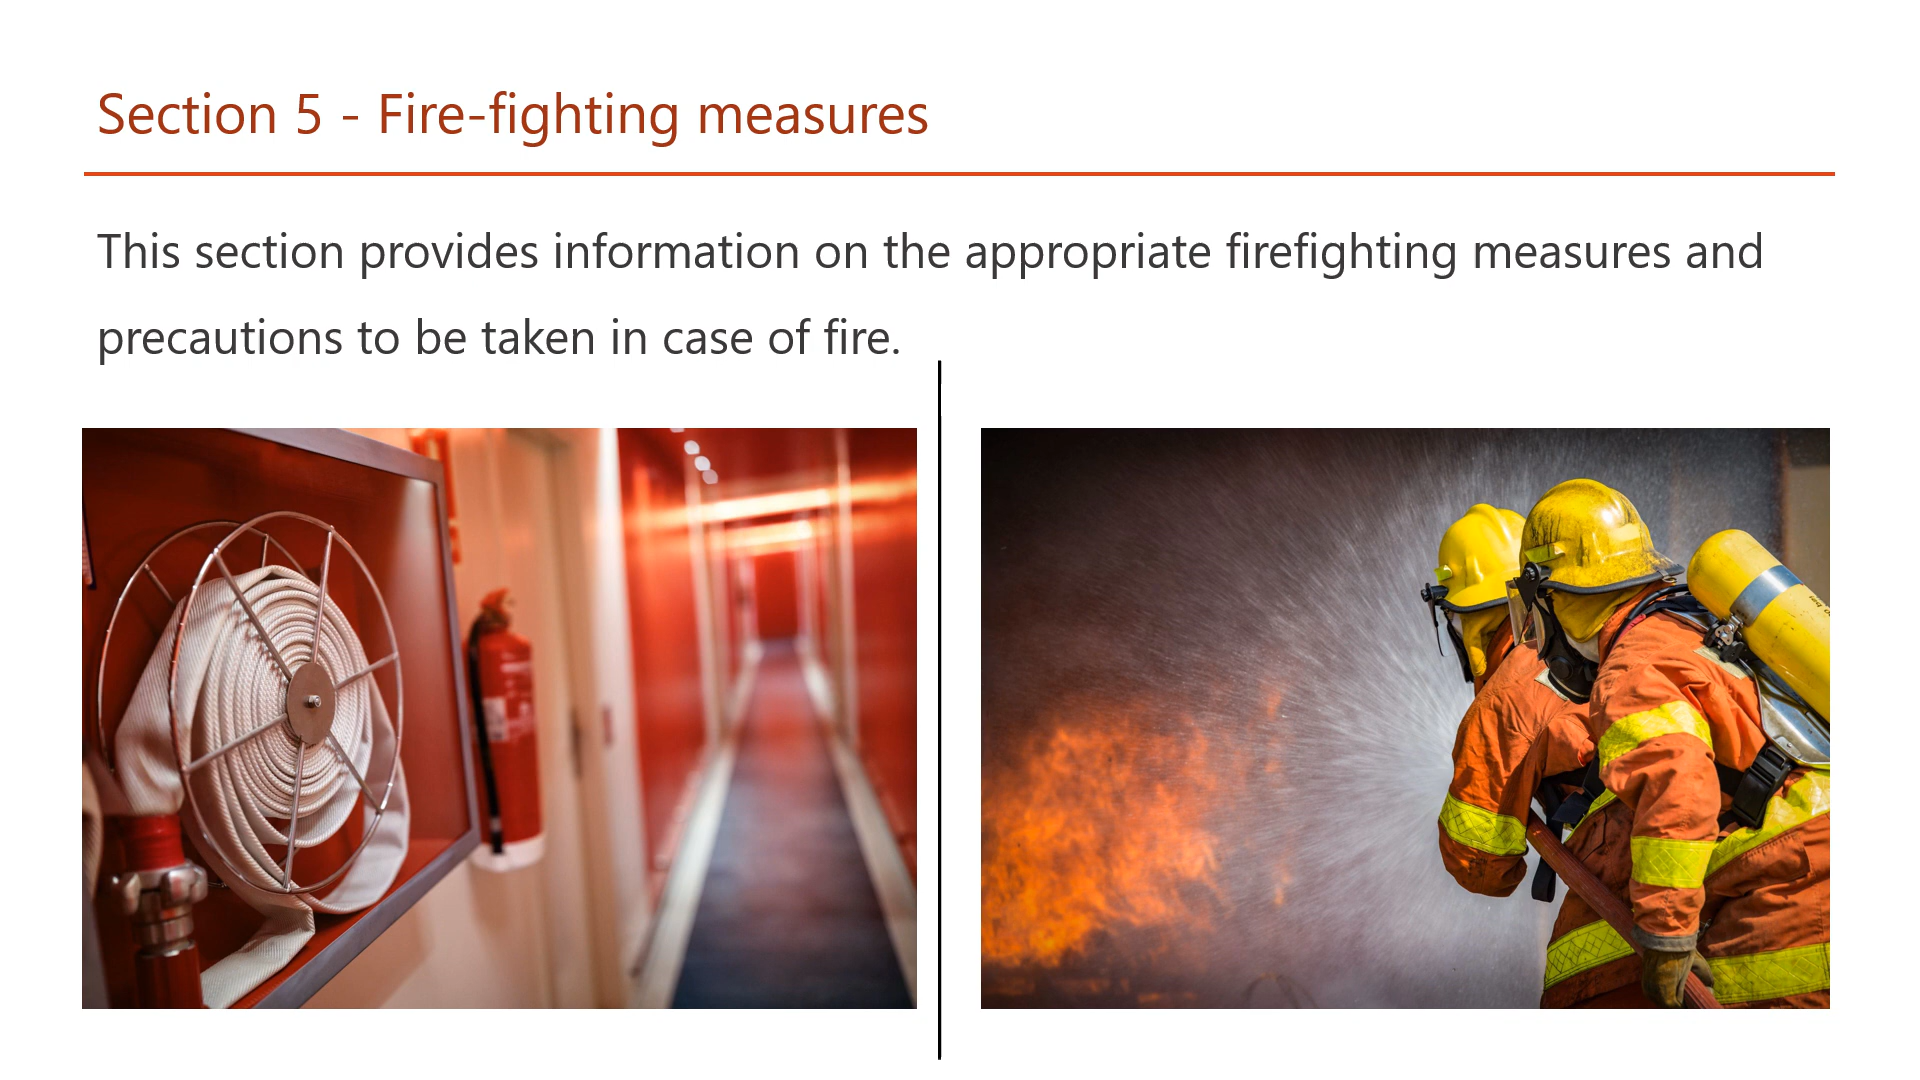 Section 5 - Fire-fighting measures
This section provides information on the appropriate firefighting measures and
precautions to be taken in case of fire.